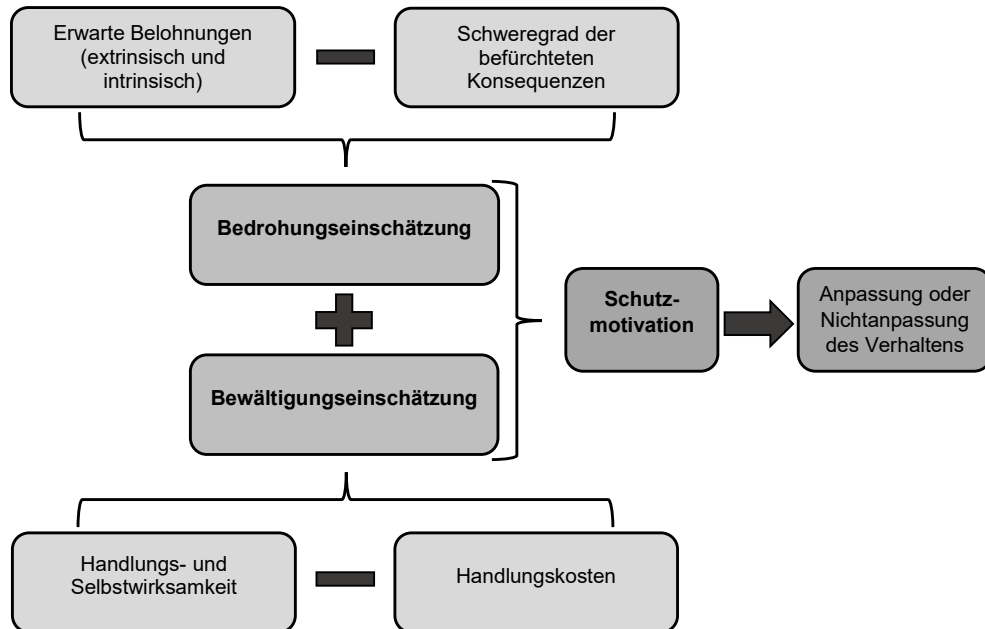 Erwarte Belohnungen
(extrinsisch und
intrinsisch)
Schweregrad der
befürchteten
Konsequenzen
Bedrohungseinschätzung
Bewältigungseinschätzung
Schutz-
motivation
Anpassung oder
Nichtanpassung
des Verhaltens
Handlungs- und
Selbstwirksamkeit
Handlungskosten